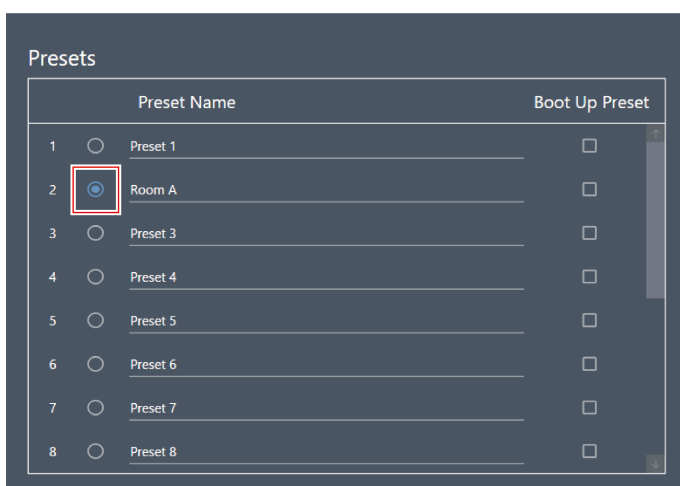 Presets
Preset Name Boot Up Preset
1 Preset 1
2 Room A
3 Preset 3
4 Preset 4
5 Preset 5
6 Preset 6
7 Preset 7
8 Preset 8